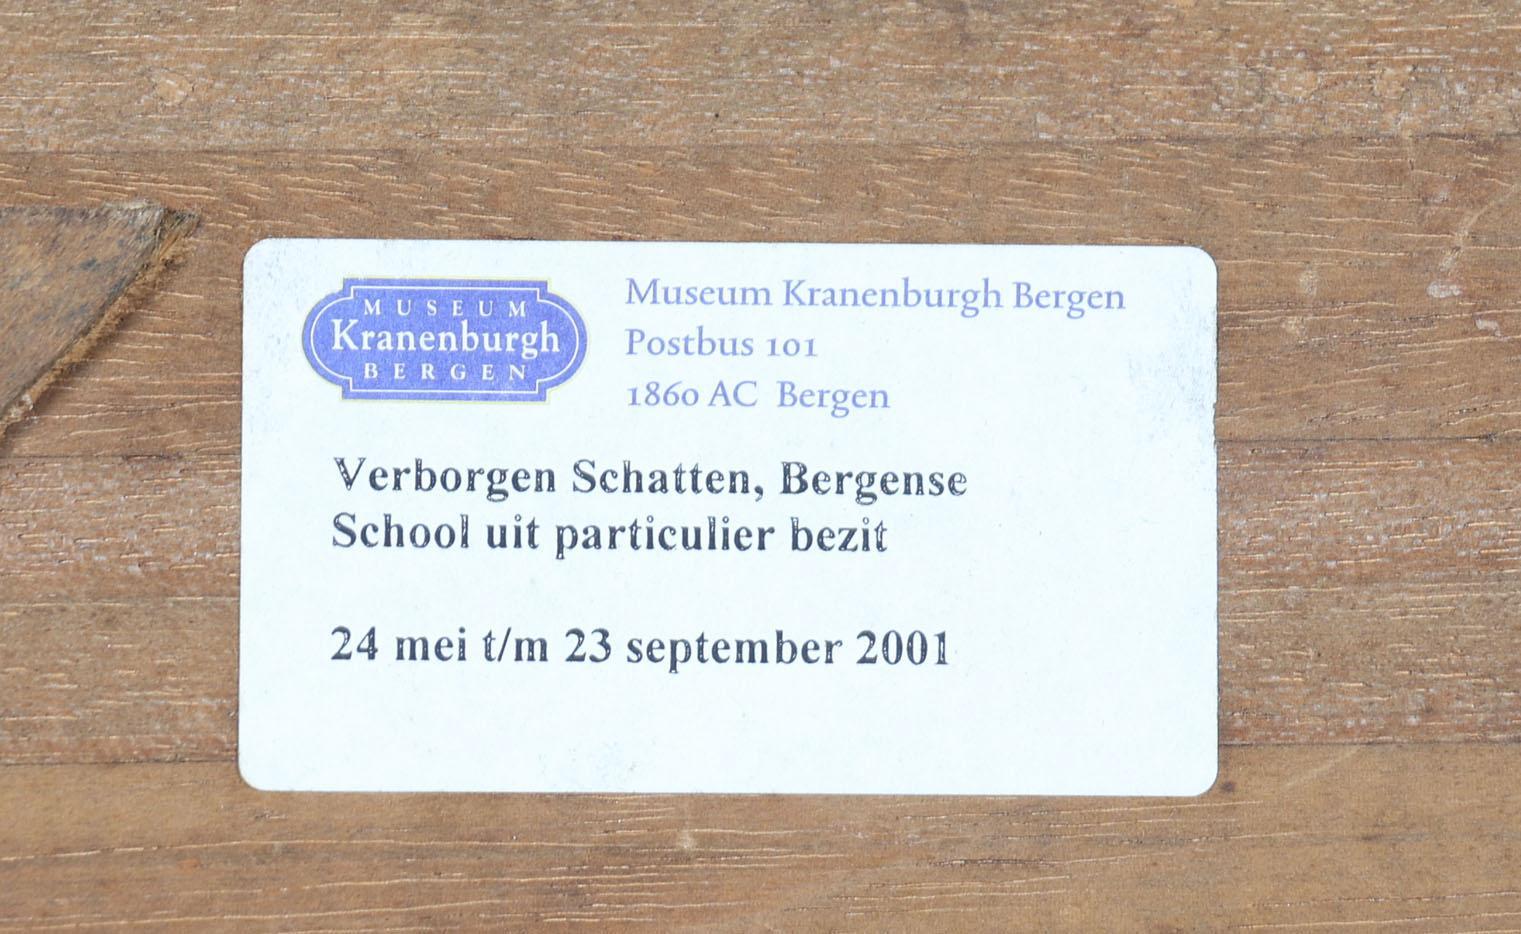 MUSEUM
Kranenburgh
BERGEN
Museum Kranenburgh Bergen
Postbus 101
1860 AC Bergen
Verborgen Schatten, Bergense
School uit particulier bezit
24 mei t/m 23 september 2001